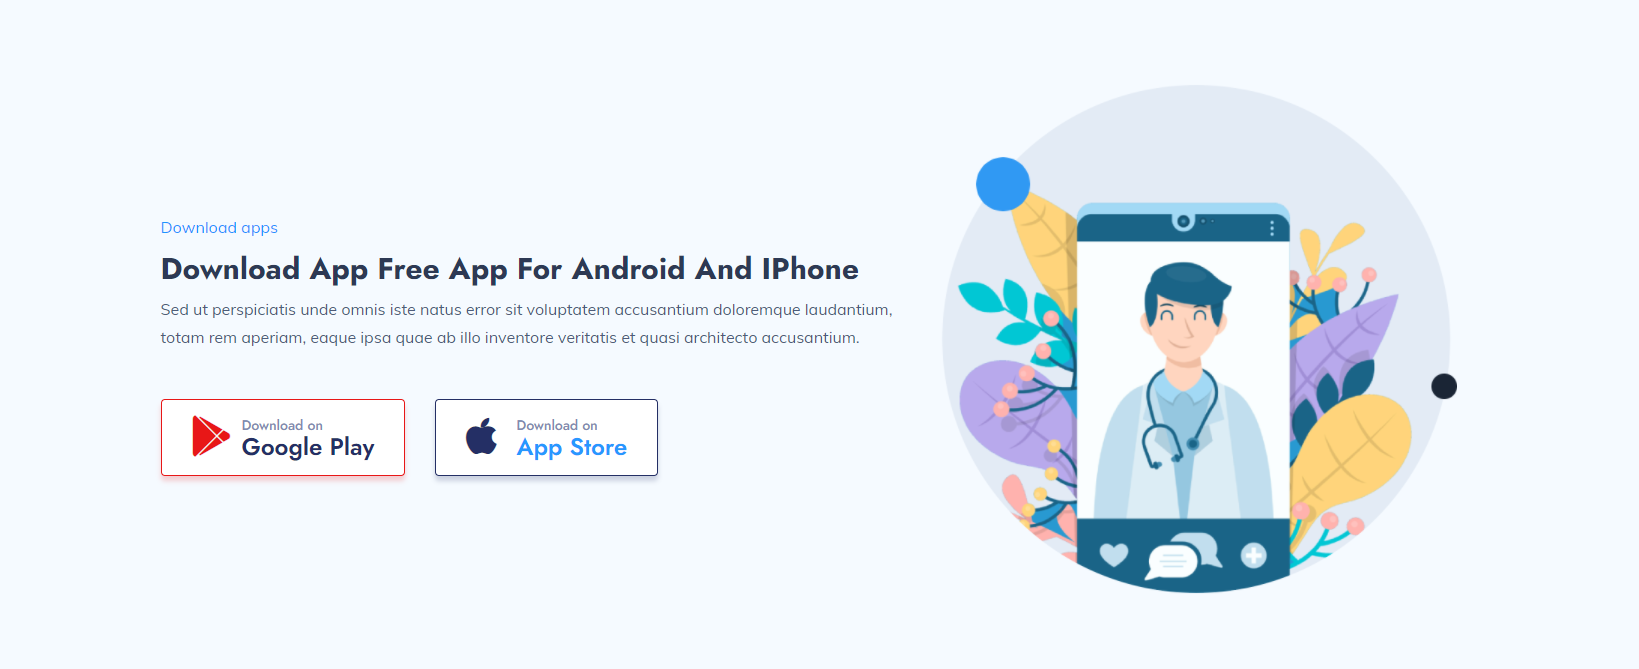 Download apps
Download App Free App For Android And IPhone
Sed ut perspiciatis unde omnis iste natus error sit voluptatem accusantium doloremque laudantium,
totam rem aperiam, eaque ipsa quae ab illo inventore veritatis et quasi architecto accusantium.
Download on
Google Play
Download on
App Store